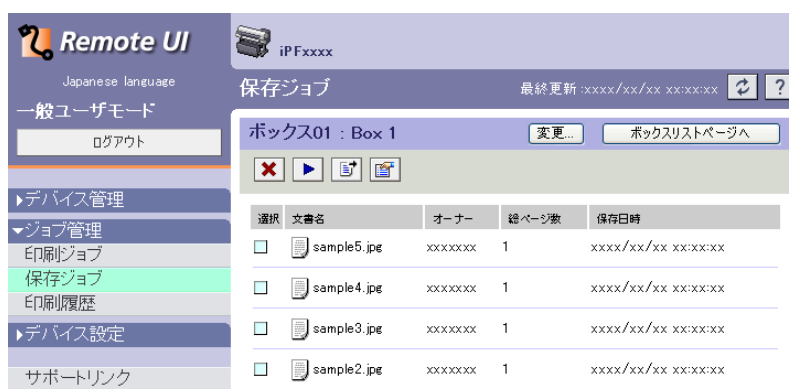 Remote UI
Japanese language
一般ユーザモード
ログアウト
▶デバイス管理
▼ジョブ管理
印刷ジョブ
保存ジョブ
印刷履歴
▶デバイス設定
サポートリンク
iPFxxxx
保存ジョブ 最終更新 :xxxx/xx/xx xx:xx:xx ?
ボックス01 : Box 1 変更... ボックスリストページへ
選択 文書名 オーナー 総ページ数 保存日時
sample5.jpg xxxxxxx 1 xxxx/xx/xx xx:xx:xx
sample4.jpg xxxxxxx 1 xxxx/xx/xx xx:xx:xx
sample3.jpg xxxxxxx 1 xxxx/xx/xx xx:xx:xx
sample2.jpg xxxxxxx 1 xxxx/xx/xx xx:xx:xx